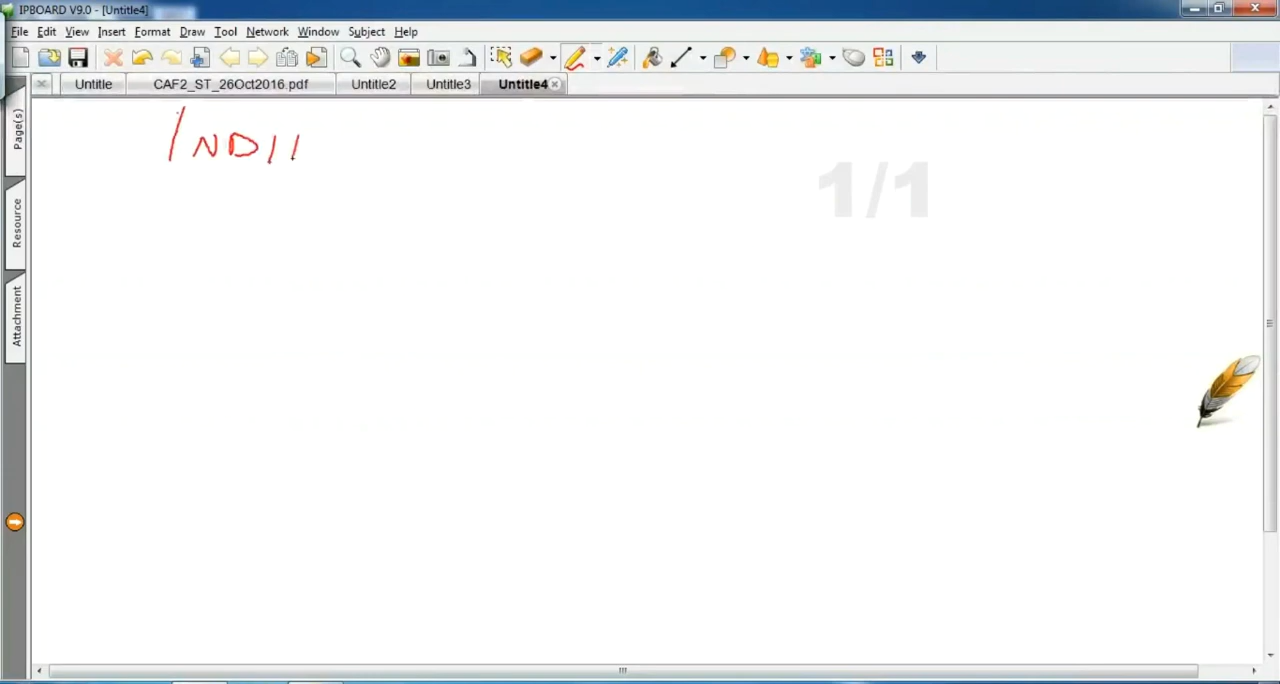 IPBOARD V9.0 - [Untitle4]
File Edit View Insert Format Draw Tool Network Window Subject Help
Untitle CAF2_ST_26Oct2016.pdf Untitle2 Untitle3 Untitle4
Page(s)
Resource
Attachment
INDI
1/1